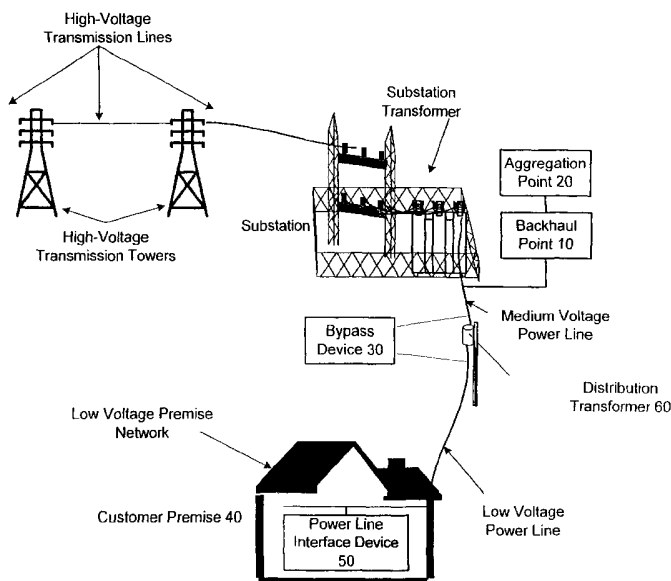 High-Voltage
Transmission Lines
Substation
Transformer
Aggregation
Point 20
Backhaul
Point 10
Substation
High-Voltage
Transmission Towers
Medium Voltage
Power Line
Bypass
Device 30
Distribution
Transformer 60
Low Voltage Premise
Network
Customer Premise 40
Power Line
Interface Device
50
Low Voltage
Power Line